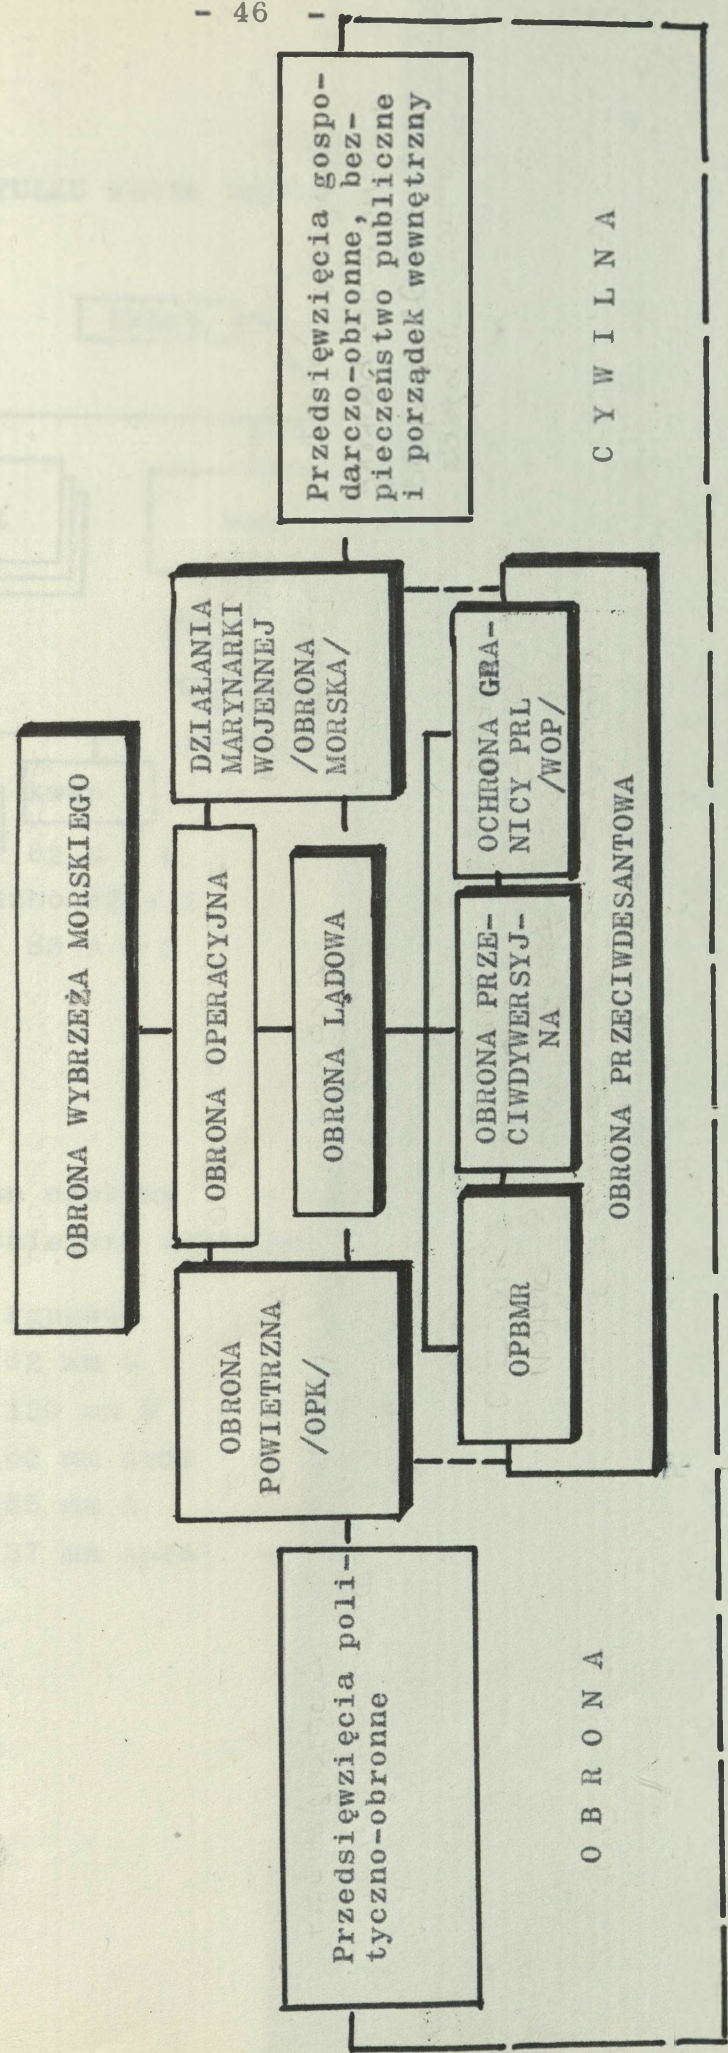 - 46 -
OBRONA WYBRZEŻA MORSKIEGO
OBRONA
POWIETRZNA
/OPK/
OBRONA OPERACYJNA
DZIAŁANIA
MARYNARKI
WOJENNEJ
/OBRONA
MORSKA/
Przedsięwzięcia poli-
tyczno-obronne
OBRONA LĄDOWA
Przedsięwzięcia gospo-
darczo-obronne, bez-
pieczeństwo publiczne
i porządek wewnętrzny
OPBMR
OBRONA PRZE-
CIWDYWERSYJ-
NA
OCHRONA GRA-
NICY PRL
/WOP/
OBRONA PRZECIWDESANTOWA
O B R O N A
C Y W I L N A